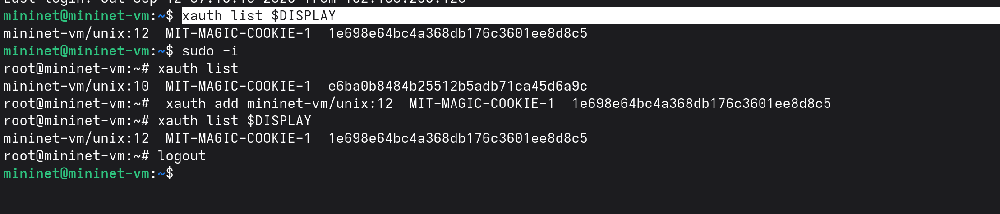 mininet@mininet-vm:~$ xauth list $DISPLAY
mininet-vm/unix:12  MIT-MAGIC-COOKIE-1  1e698e64bc4a368db176c3601ee8d8c5
mininet@mininet-vm:~$ sudo -i
root@mininet-vm:~# xauth list
mininet-vm/unix:10  MIT-MAGIC-COOKIE-1  e6ba0b8484b25512b5adb71ca45d6a9c
root@mininet-vm:~#  xauth add mininet-vm/unix:12  MIT-MAGIC-COOKIE-1  1e698e64bc4a368db176c3601ee8d8c5
root@mininet-vm:~# xauth list $DISPLAY
mininet-vm/unix:12  MIT-MAGIC-COOKIE-1  1e698e64bc4a368db176c3601ee8d8c5
root@mininet-vm:~# logout
mininet@mininet-vm:~$